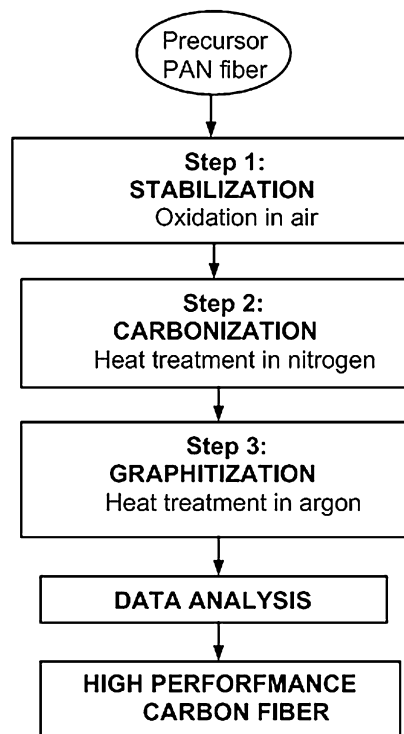 Precursor
PAN fiber
Step 1:
STABILIZATION
Oxidation in air
Step 2:
CARBONIZATION
Heat treatment in nitrogen
Step 3:
GRAPHITIZATION
Heat treatment in argon
DATA ANALYSIS
HIGH PERFORFMANCE
CARBON FIBER